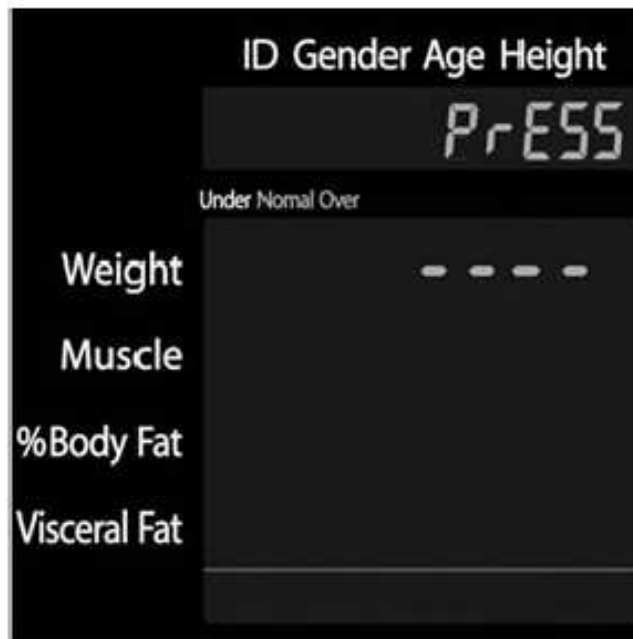 ID Gender Age Height
PrESS
Under Nomal Over
Weight - - - -
Muscle
%Body Fat
Visceral Fat